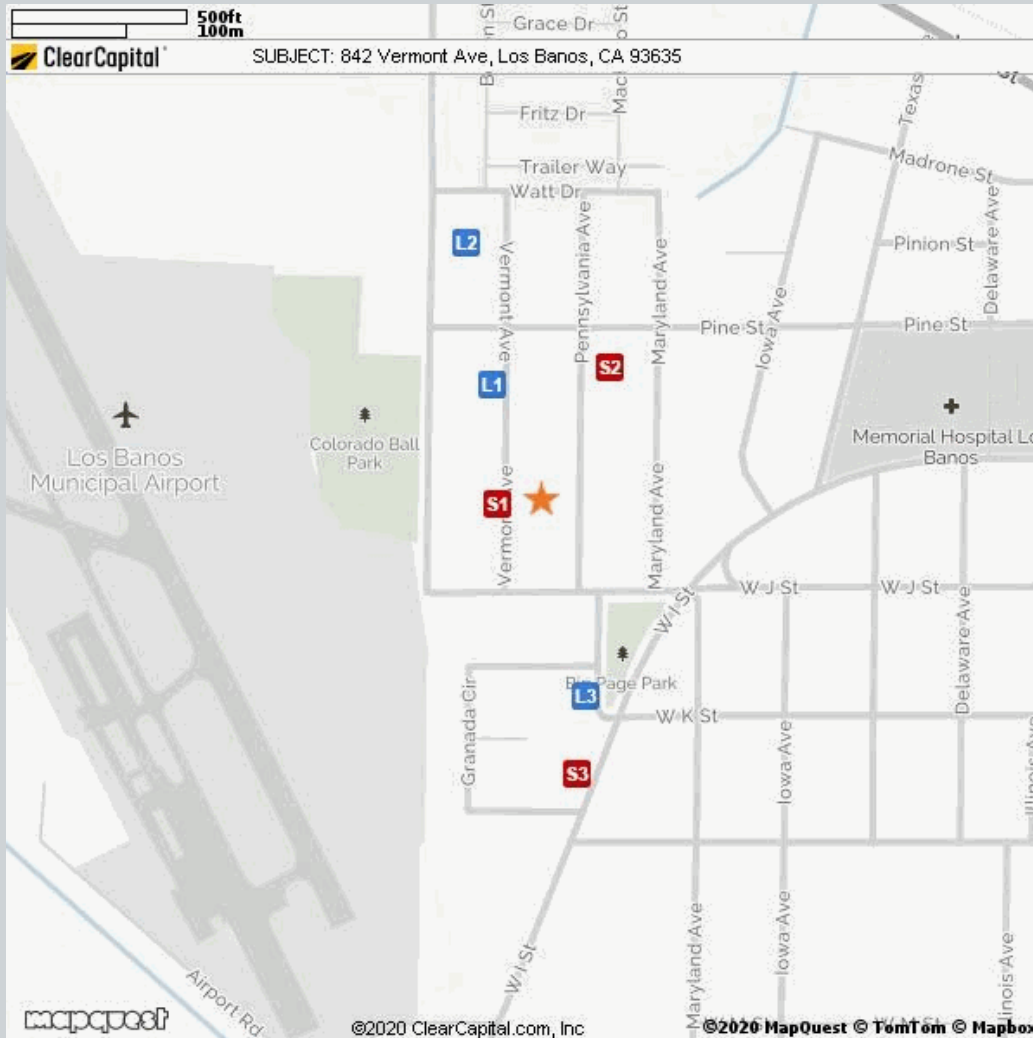 500ft
100m
ClearCapital
SUBJECT: 842 Vermont Ave, Los Banos, CA 93635
Grace Dr
Fritz Dr
Trailer Way
Watt Dr
Texas
Madrone St
Pinion St
Delaware Ave
L2
Vermont Ave
Pennsylvania Ave
Maryland Ave
Iowa Ave
Pine St
Pine St
S2
L1
Los Banos
Municipal Airport
Colorado Ball
Park
Memorial Hospital Lo
Banos
S1
Vermont Ave
Maryland Ave
W I St
W J St
W J St
Delaware Ave
Page Park
L3
W K St
Granada Cir
S3
Iowa Ave
Illinois Ave
Maryland Ave
Iowa Ave
Illinois Ave
W I St
Airport Rd
mapquest
©2020 ClearCapital.com, Inc
©2020 MapQuest © TomTom © Mapbox